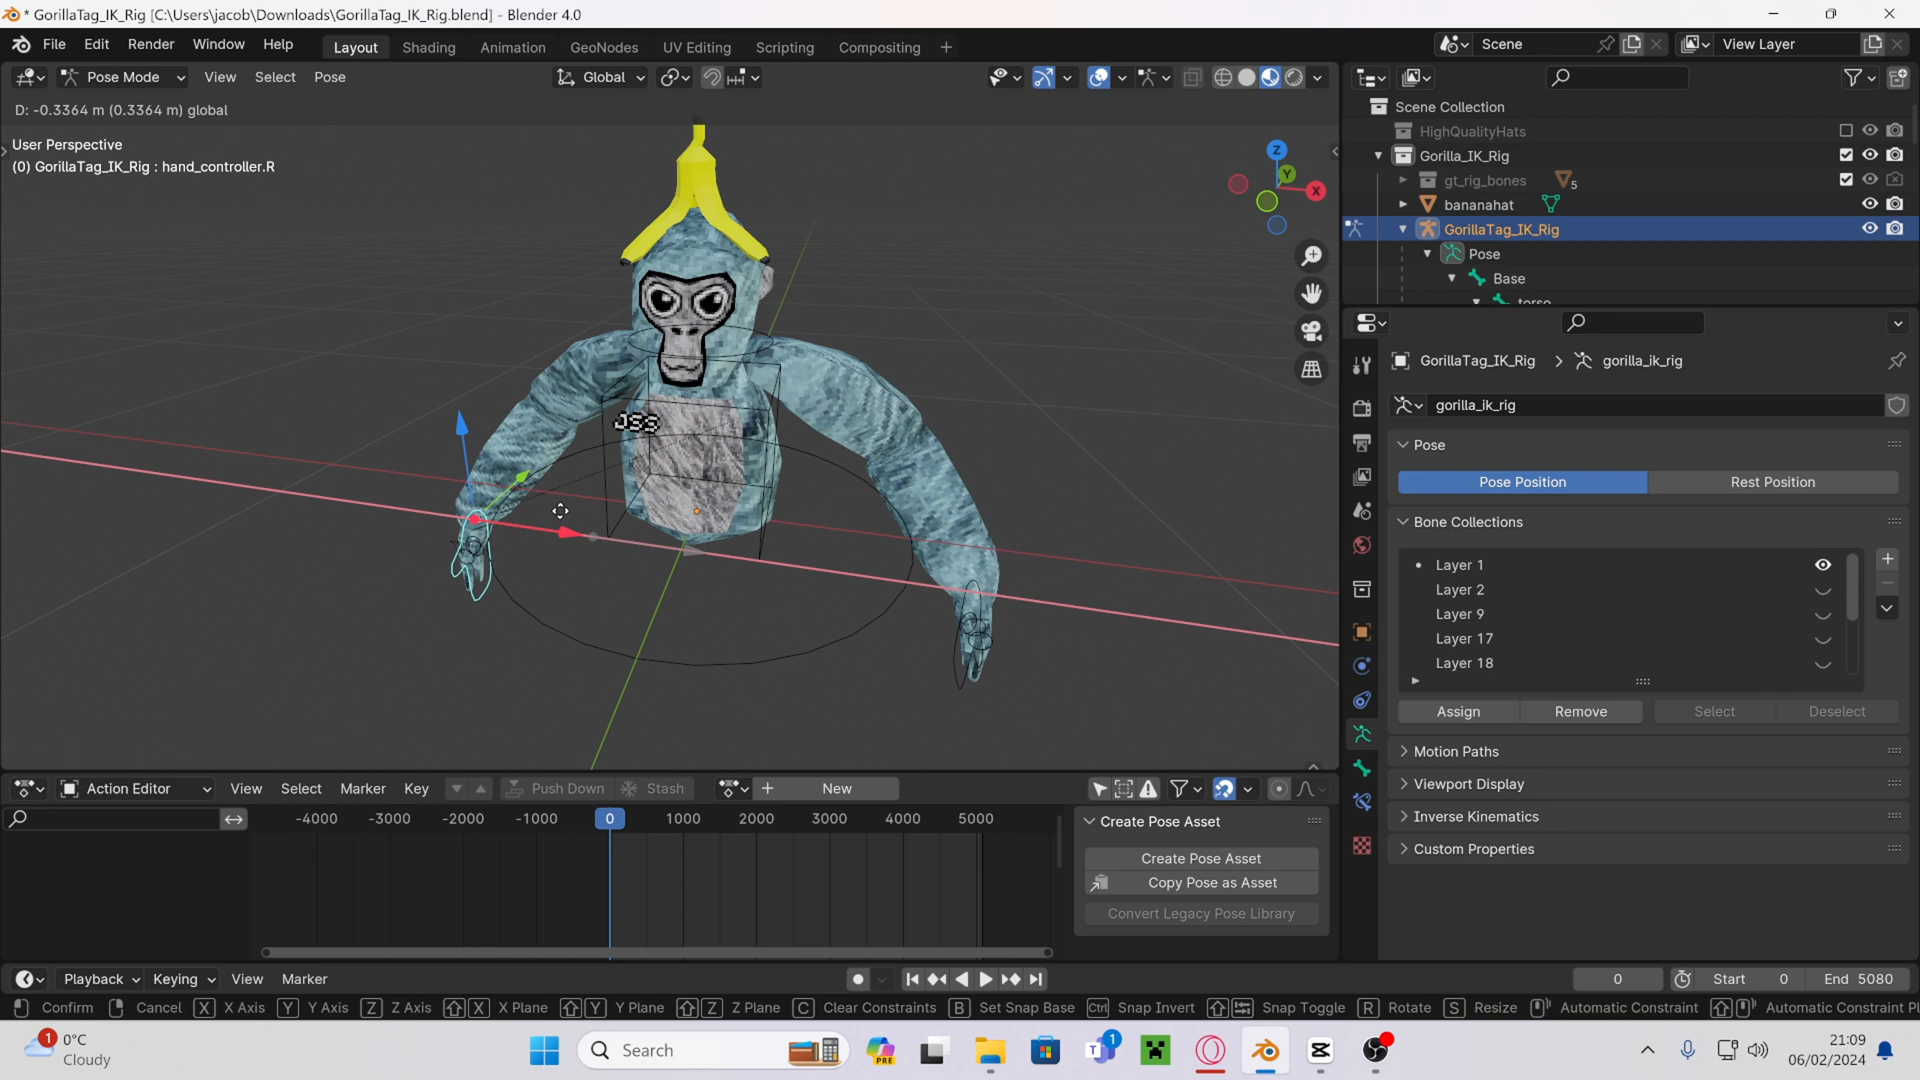 * GorillaTag_IK_Rig [C:\Users\jacob\Downloads\GorillaTag_IK_Rig.blend] - Blender 4.0
File Edit Render Window Help Layout Shading Animation GeoNodes UV Editing Scripting Compositing + Scene View Layer
Pose Mode View Select Pose Global
D: -0.3364 m (0.3364 m) global
User Perspective
(0) GorillaTag_IK_Rig : hand_controller.R
Z
Y
X
JSS
Scene Collection
HighQualityHats
Gorilla_IK_Rig
gt_rig_bones 5
bananahat
GorillaTag_IK_Rig
Pose
Base
torso
GorillaTag_IK_Rig > gorilla_ik_rig
gorilla_ik_rig
Pose
Pose Position Rest Position
Bone Collections
Layer 1
Layer 2
Layer 9
Layer 17
Layer 18
Assign Remove Select Deselect
Motion Paths
Viewport Display
Inverse Kinematics
Custom Properties
Action Editor View Select Marker Key Push Down Stash New
-4000 -3000 -2000 -1000 0 1000 2000 3000 4000 5000
Create Pose Asset
Create Pose Asset
Copy Pose as Asset
Convert Legacy Pose Library
Playback Keying View Marker 0 Start 0 End 5080
Confirm Cancel X X Axis Y Y Axis Z Z Axis X X Plane Y Y Plane Z Z Plane C Clear Constraints B Set Snap Base Ctrl Snap Invert Snap Toggle R Rotate S Resize Automatic Constraint Automatic Constraint Pl
1 0°C
Cloudy
Search
PRE
1
21:09
06/02/2024